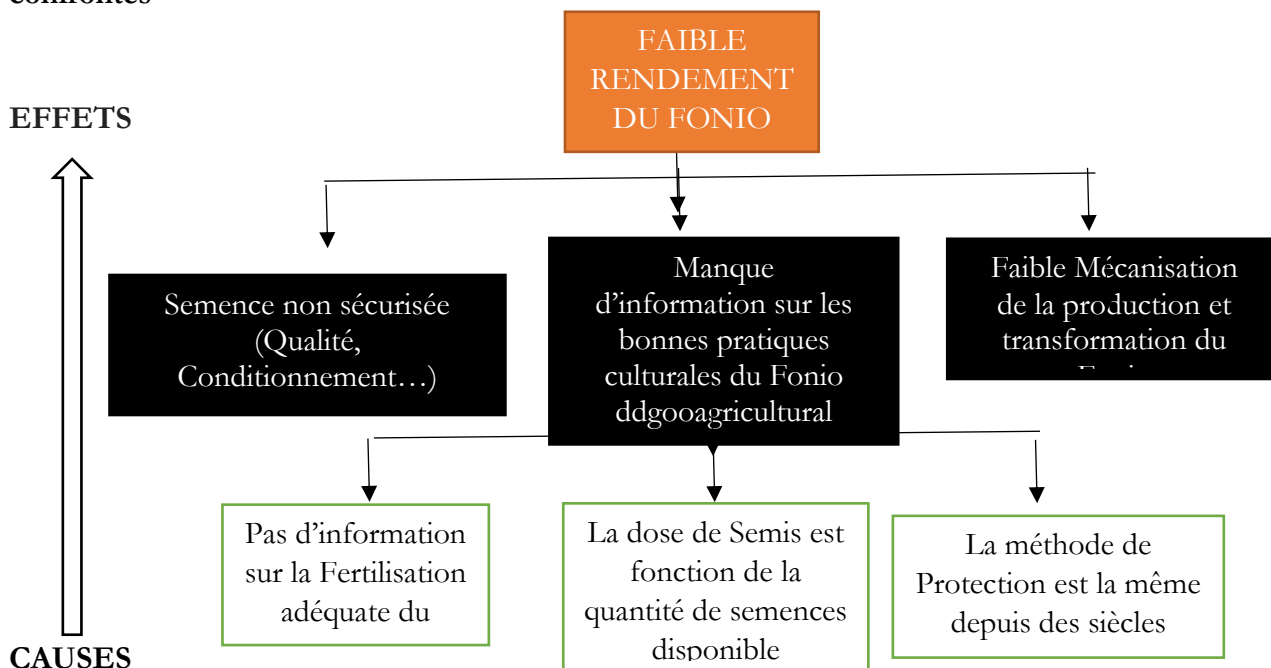 confrontés
FAIBLE
RENDEMENT
DU FONIO
EFFETS
Semence non sécurisée
(Qualité,
Conditionnement…)
Manque
d’information sur les
bonnes pratiques
culturales du Fonio
ddgooagricultural
Faible Mécanisation
de la production et
transformation du
Pas d’information
sur la Fertilisation
adéquate du
La dose de Semis est
fonction de la
quantité de semences
disponible
La méthode de
Protection est la même
depuis des siècles
CAUSES